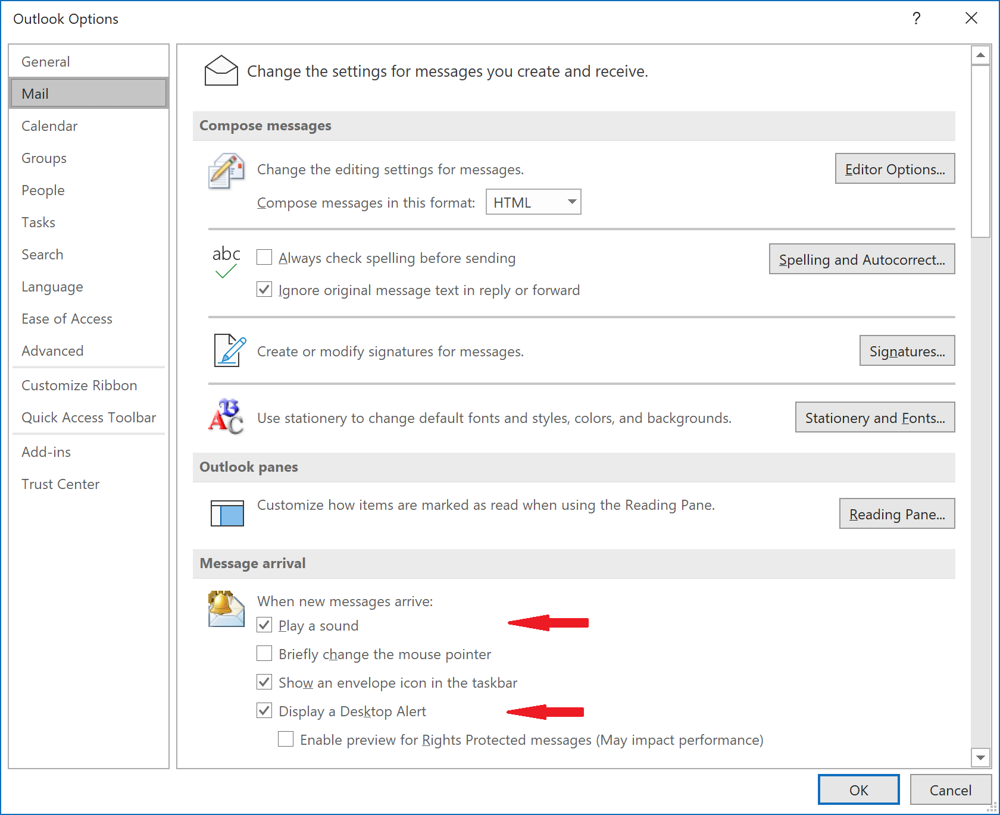 Outlook Options
?
General
Mail
Calendar
Groups
People
Tasks
Search
Language
Ease of Access
Advanced
Customize Ribbon
Quick Access Toolbar
Add-ins
Trust Center
Change the settings for messages you create and receive.
Compose messages
Change the editing settings for messages.
Editor Options...
Compose messages in this format:
HTML
abc
Always check spelling before sending
Spelling and Autocorrect...
Ignore original message text in reply or forward
Create or modify signatures for messages.
Signatures...
ABC
Use stationery to change default fonts and styles, colors, and backgrounds.
Stationery and Fonts...
Outlook panes
Customize how items are marked as read when using the Reading Pane.
Reading Pane...
Message arrival
When new messages arrive:
Play a sound
Briefly change the mouse pointer
Show an envelope icon in the taskbar
Display a Desktop Alert
Enable preview for Rights Protected messages (May impact performance)
OK
Cancel